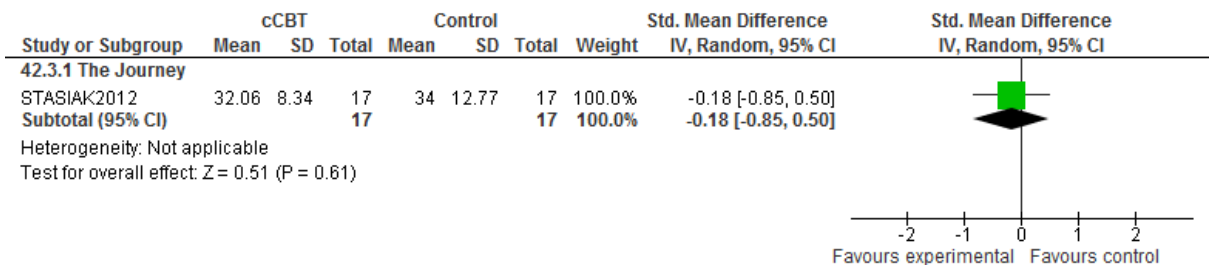 cCBT Control Std. Mean Difference Std. Mean Difference
Study or Subgroup Mean SD Total Mean SD Total Weight IV, Random, 95% CI IV, Random, 95% CI
42.3.1 The Journey
STASIAK2012 32.06 8.34 17 34 12.77 17 100.0% -0.18 [-0.85, 0.50]
Subtotal (95% CI) 17 17 100.0% -0.18 [-0.85, 0.50]
Heterogeneity: Not applicable
Test for overall effect: Z = 0.51 (P = 0.61)
-2 -1 0 1 2
Favours experimental Favours control